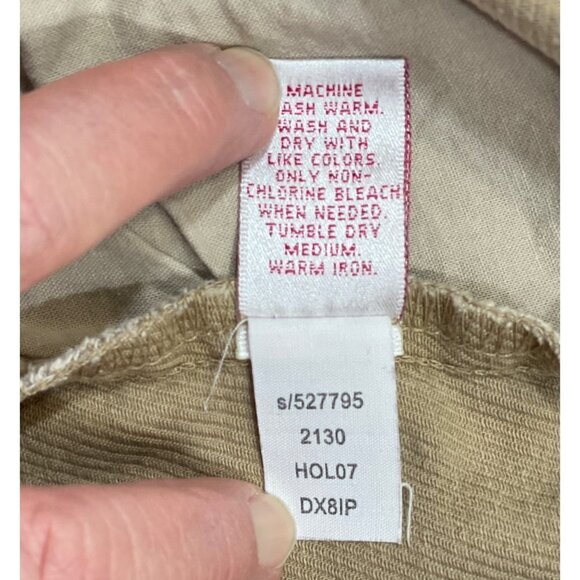 MACHINE
WASH WARM.
WASH AND
DRY WITH
LIKE COLORS.
ONLY NON-
CHLORINE BLEACH
WHEN NEEDED.
TUMBLE DRY
MEDIUM.
WARM IRON.
s/527795
2130
HOL07
DX8IP